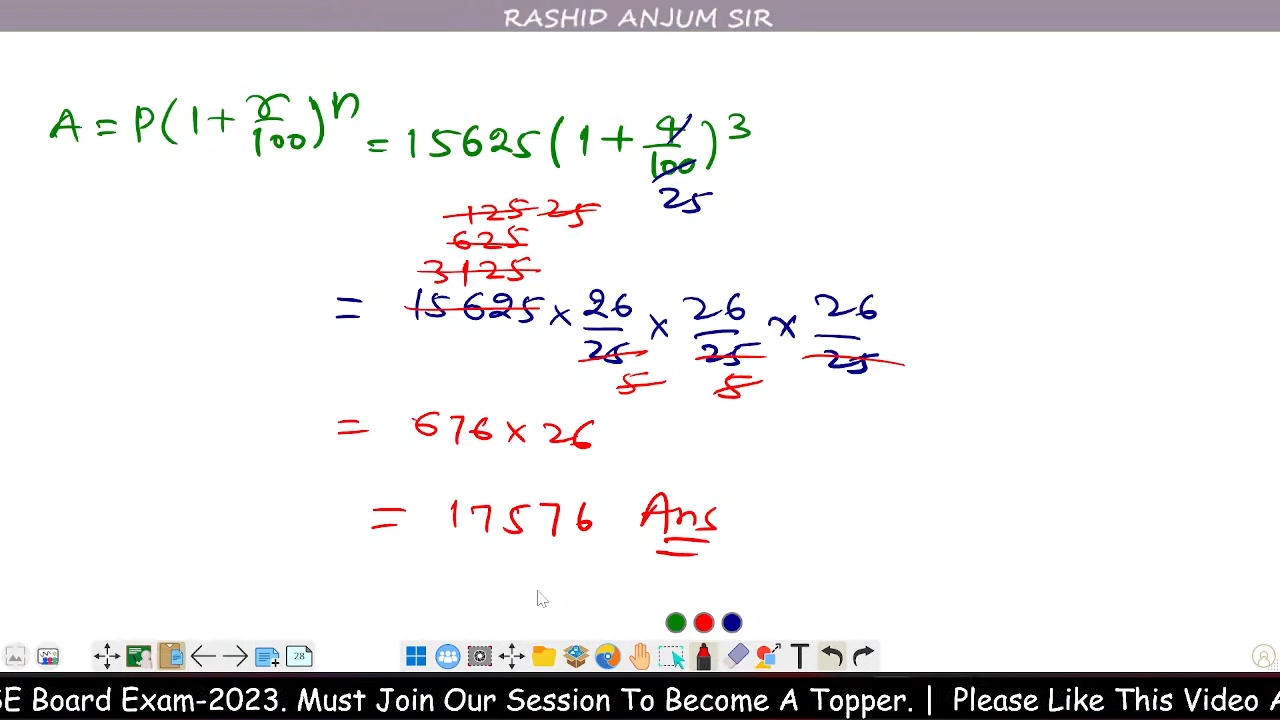 RASHID ANJUM SIR
A = P(1 + r/100)^n = 15625(1 + 4/100)^3
25
125 25
625
3125
= 15625 × 26/25 × 26/25 × 26/25
5 5
= 676 × 26
= 17576 Ans
28
SE Board Exam-2023. Must Join Our Session To Become A Topper. | Please Like This Video A